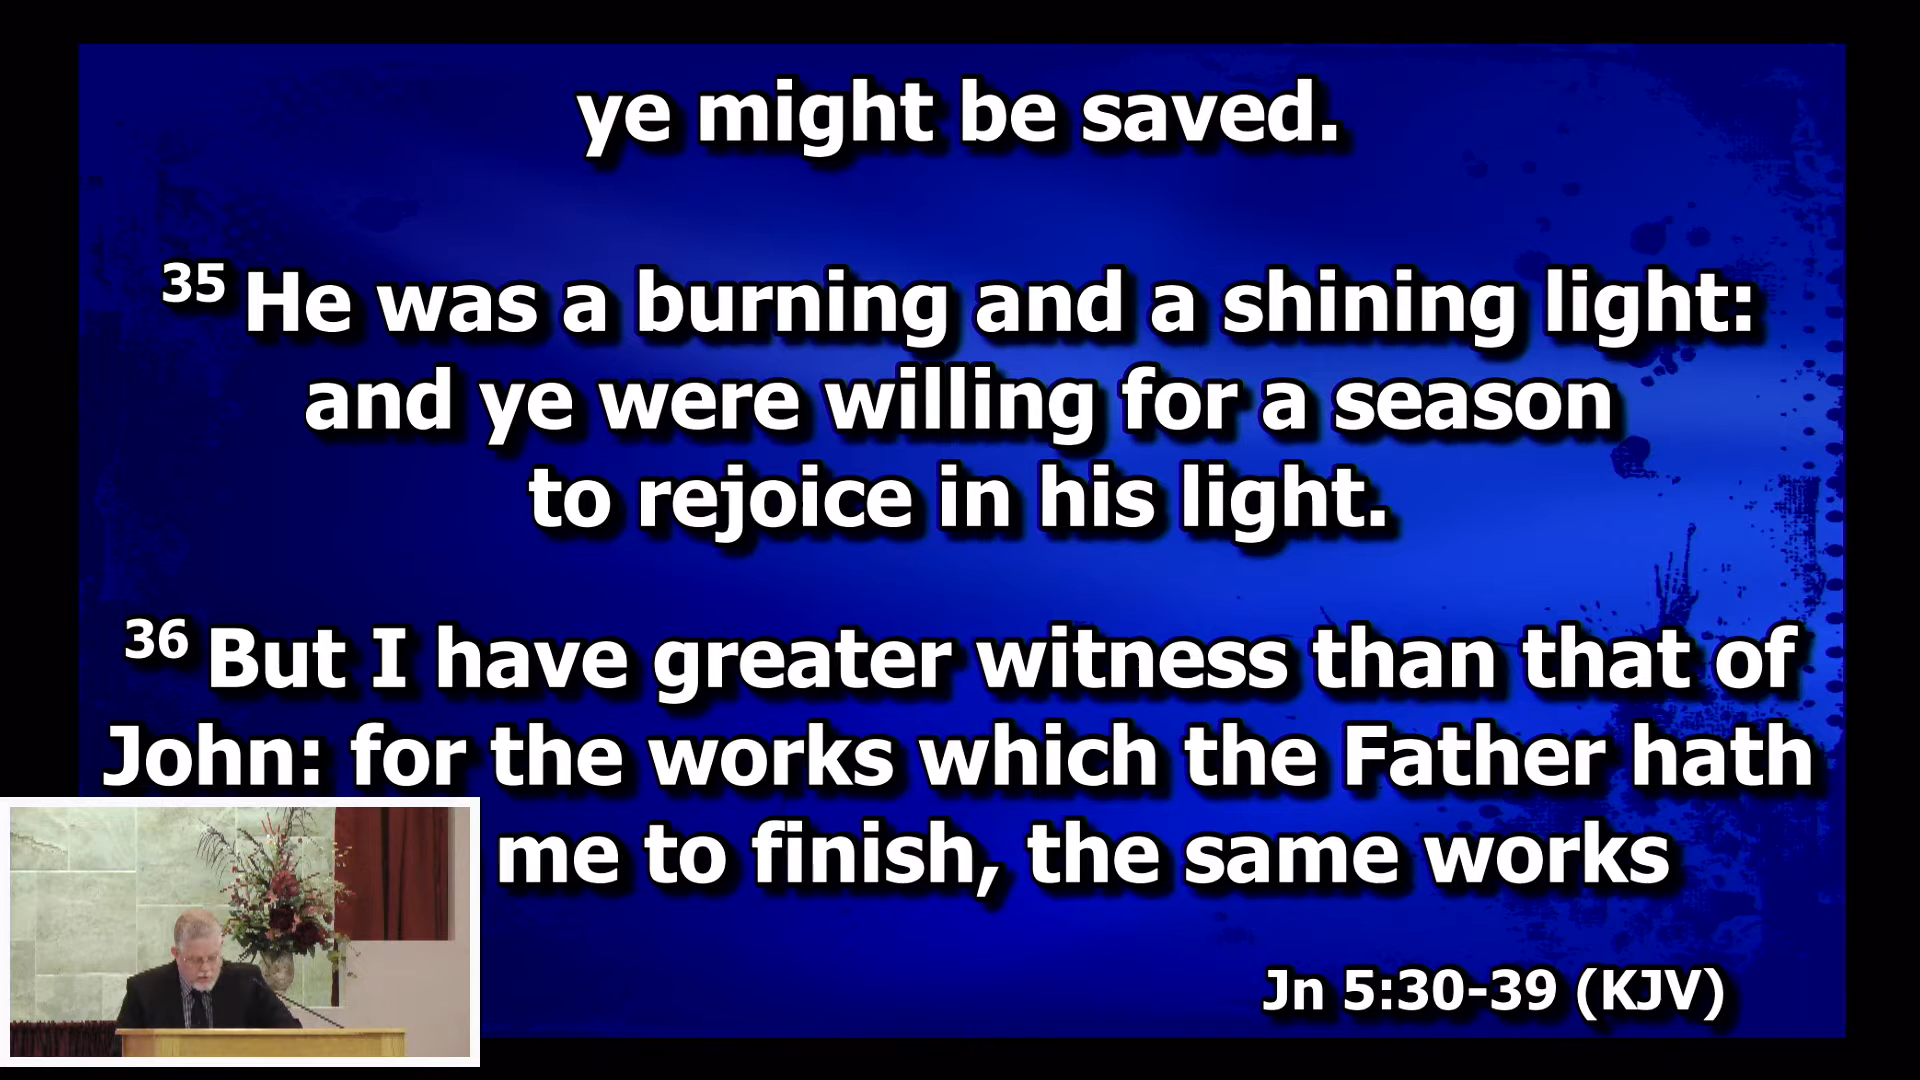 ye might be saved.
35 He was a burning and a shining light:
and ye were willing for a season
to rejoice in his light.
36 But I have greater witness than that of
John: for the works which the Father hath
me to finish, the same works
Jn 5:30-39 (KJV)